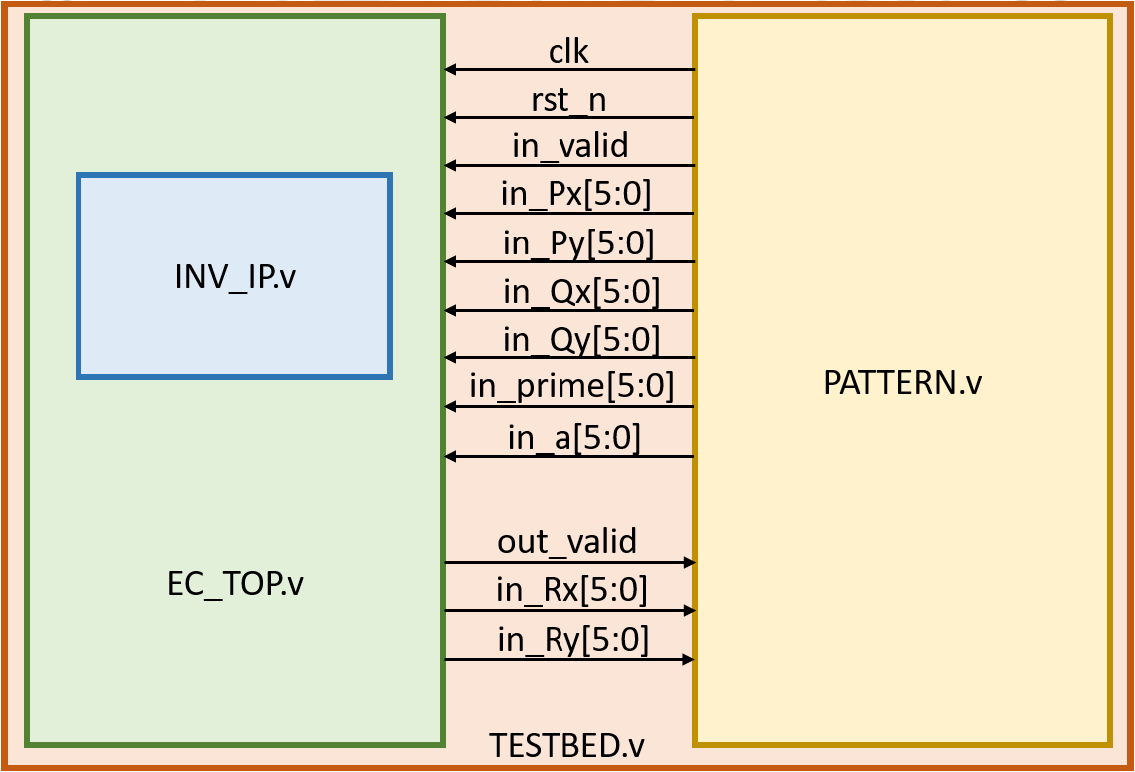 clk
rst_n
in_valid
in_Px[5:0]
in_Py[5:0]
in_Qx[5:0]
in_Qy[5:0]
in_prime[5:0]
in_a[5:0]
out_valid
in_Rx[5:0]
in_Ry[5:0]
INV_IP.v
EC_TOP.v
PATTERN.v
TESTBED.v